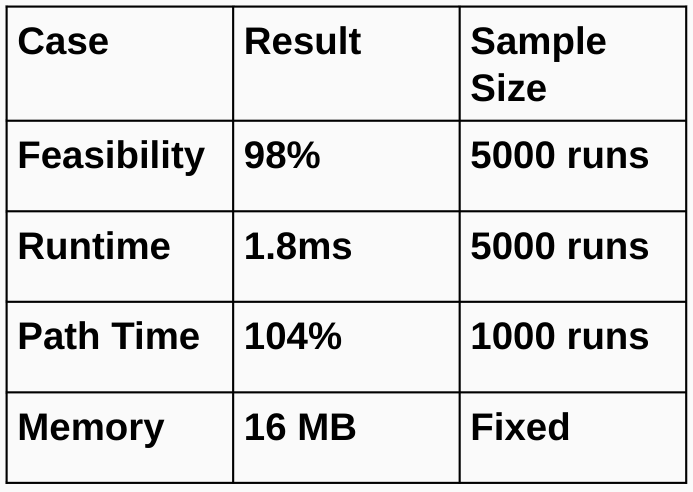 Case Result Sample
Size
Feasibility 98% 5000 runs
Runtime 1.8ms 5000 runs
Path Time 104% 1000 runs
Memory 16 MB Fixed